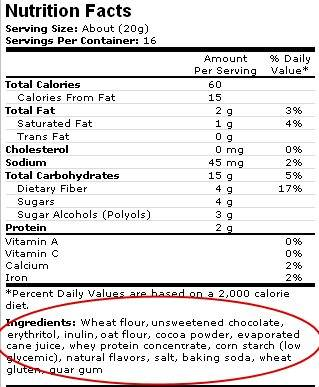 Nutrition Facts
Serving Size: About (20g)
Servings Per Container: 16
Amount Per Serving % Daily Value*
Total Calories 60
Calories From Fat 15
Total Fat 2 g 3%
Saturated Fat 1 g 4%
Trans Fat 0 g
Cholesterol 0 mg 0%
Sodium 45 mg 2%
Total Carbohydrates 15 g 5%
Dietary Fiber 4 g 17%
Sugars 4 g
Sugar Alcohols (Polyols) 3 g
Protein 2 g
Vitamin A 0%
Vitamin C 0%
Calcium 2%
Iron 2%
*Percent Daily Values are based on a 2,000 calorie
diet.
Ingredients: Wheat flour, unsweetened chocolate,
erythritol, inulin, oat flour, cocoa powder, evaporated
cane juice, whey protein concentrate, corn starch (low
glycemic), natural flavors, salt, baking soda, wheat
gluten, guar gum